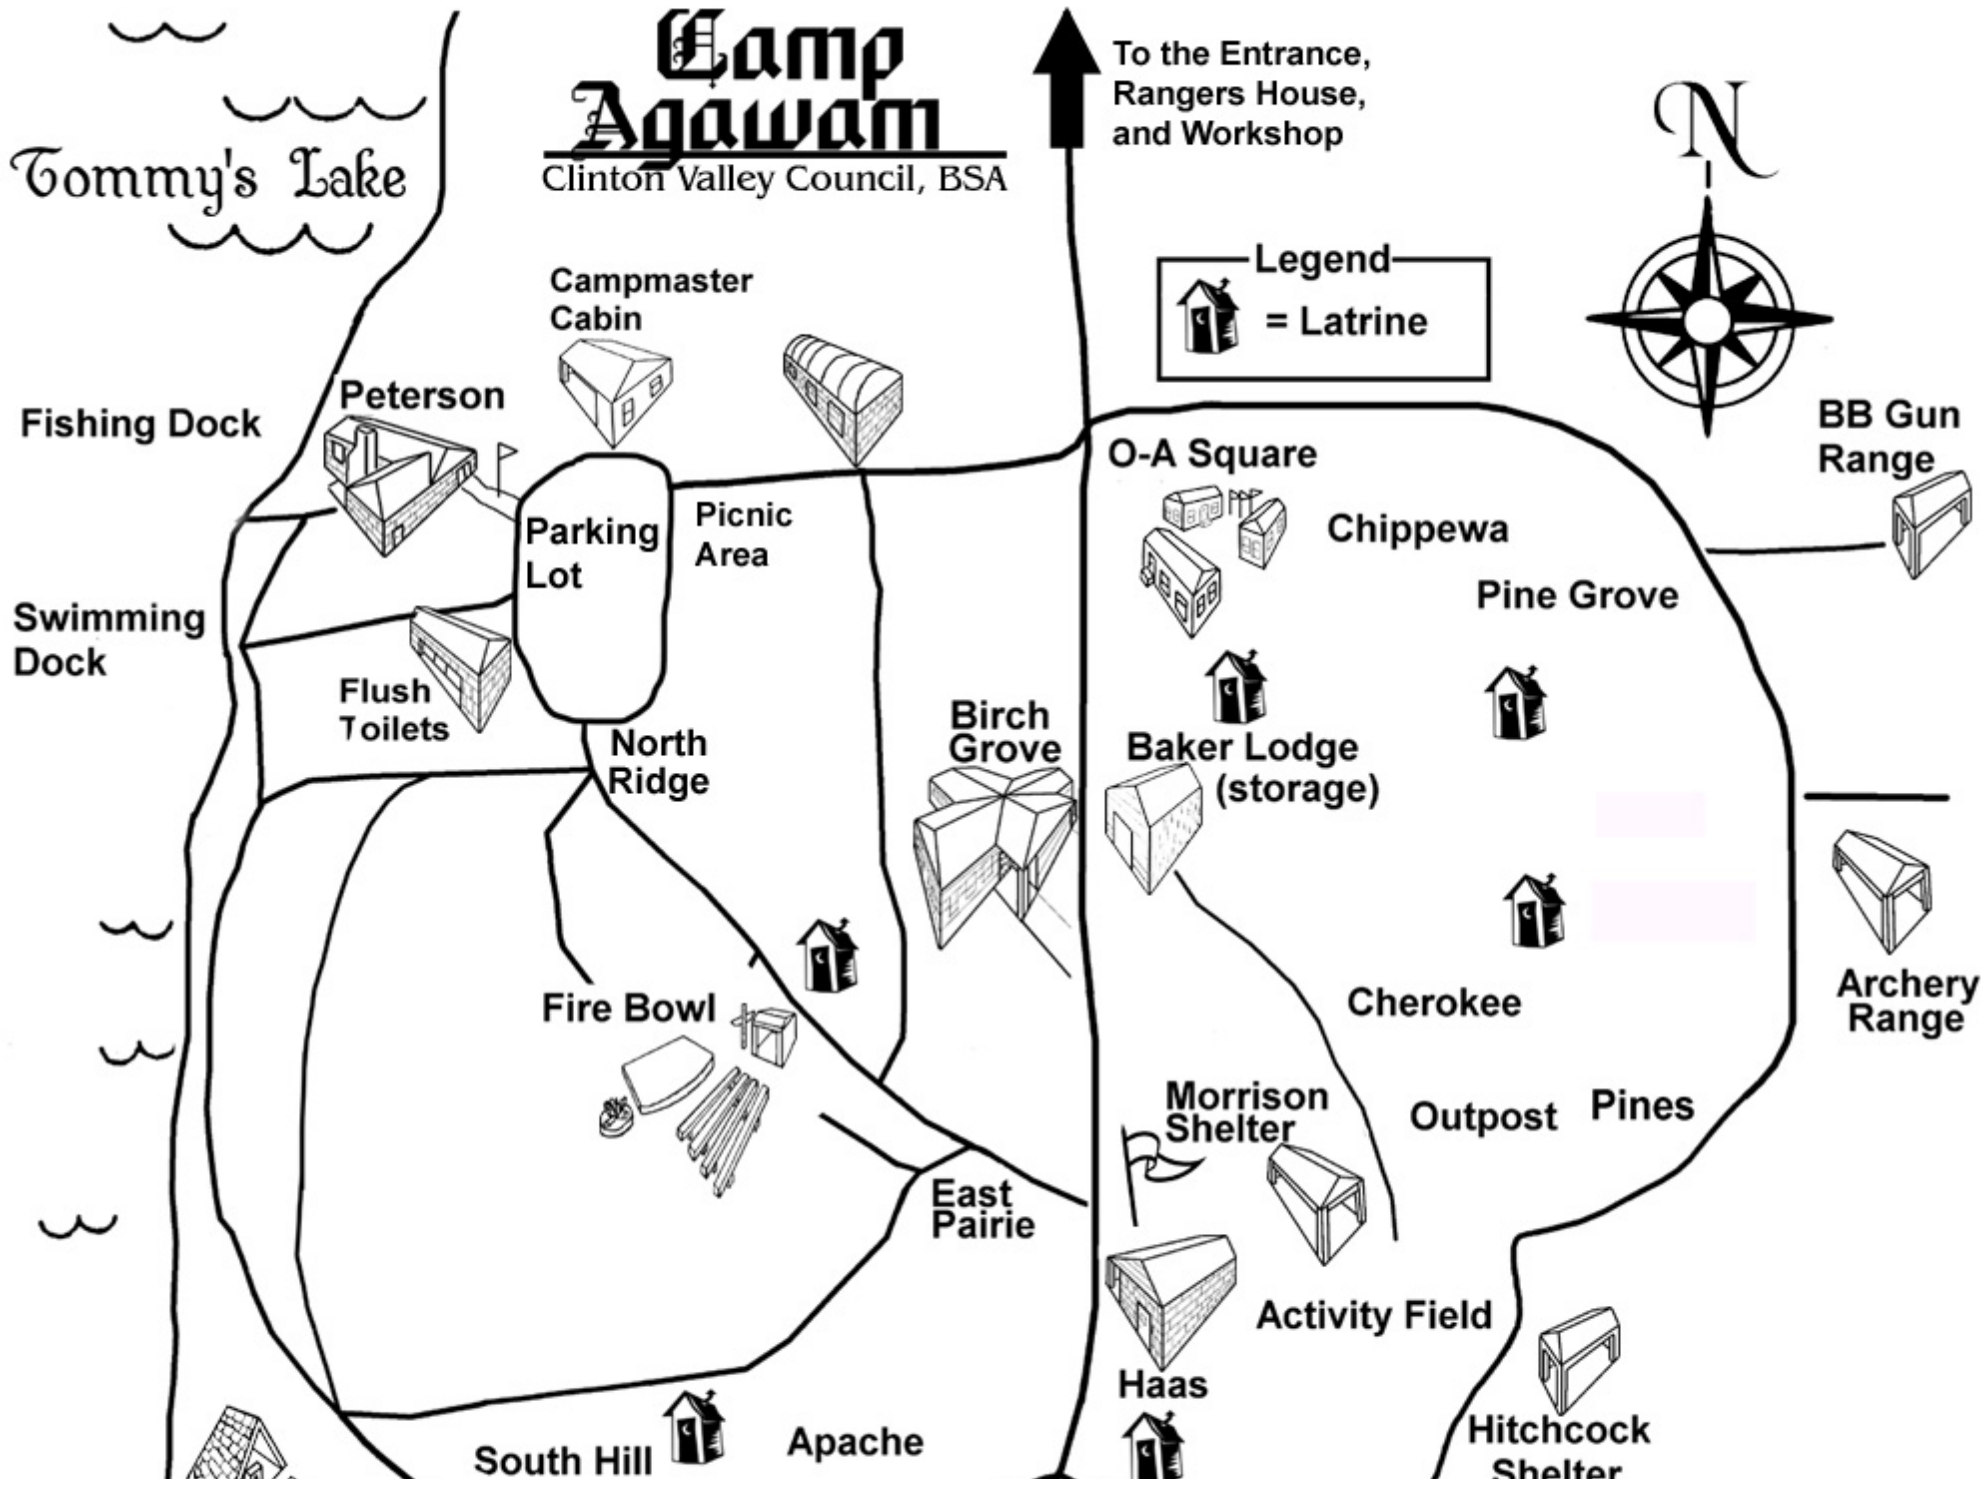 Camp
Agawam
Clinton Valley Council, BSA
To the Entrance,
Rangers House,
and Workshop
N
Tommy's Lake
Legend
= Latrine
Campmaster
Cabin
Peterson
Fishing Dock
BB Gun
Range
O-A Square
Parking
Lot
Picnic
Area
Chippewa
Pine Grove
Swimming
Dock
Flush
Toilets
North
Ridge
Birch
Grove
Baker Lodge
(storage)
Fire Bowl
Cherokee
Archery
Range
Morrison
Shelter
Outpost
Pines
East
Pairie
Activity Field
Haas
Hitchcock
Shelter
South Hill
Apache